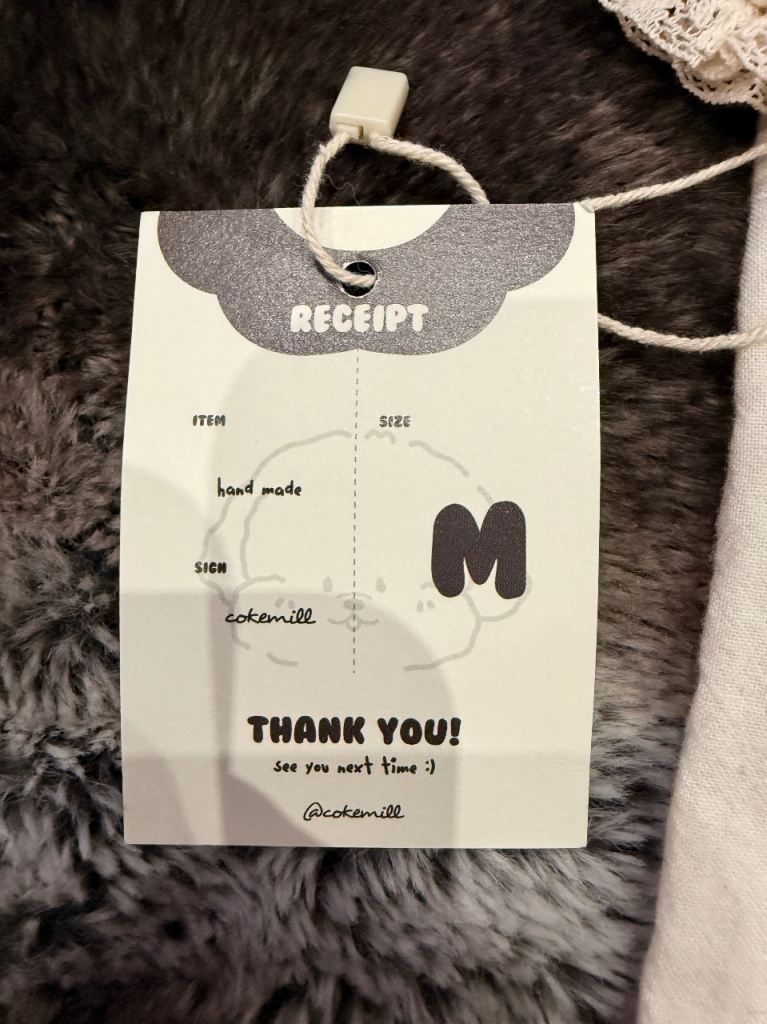 RECEIPT
ITEM
SIZE
hand made
M
SIGN
cokemill
THANK YOU!
see you next time :)
@cokemill